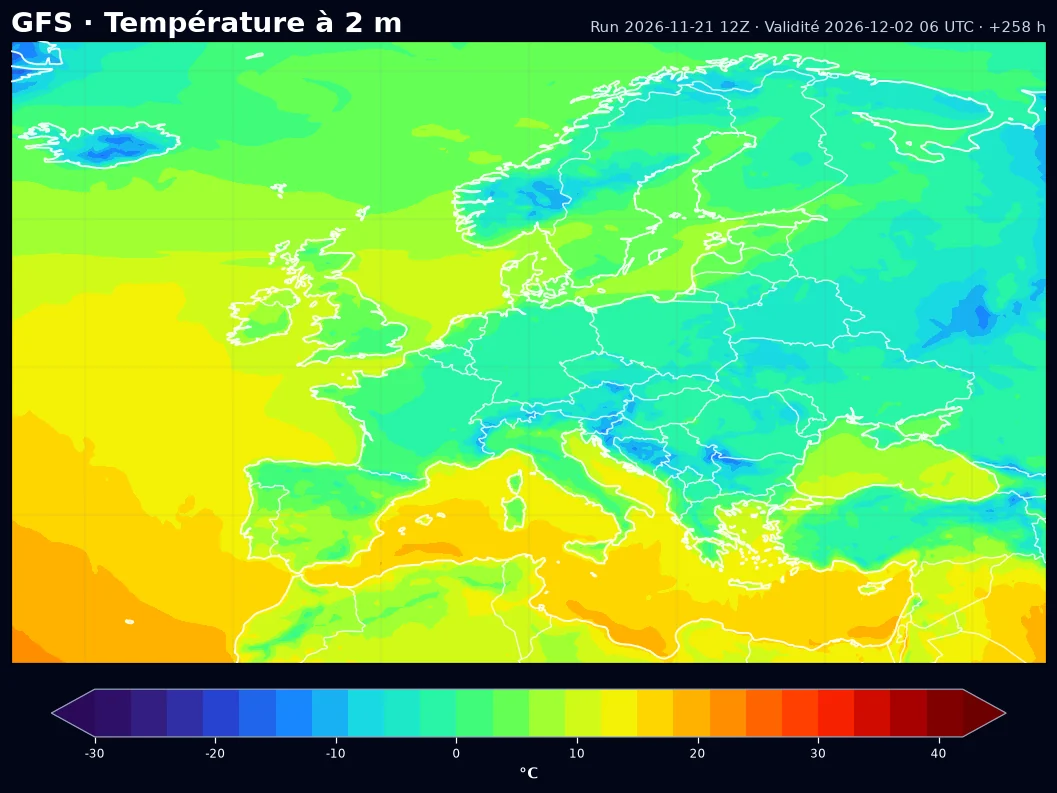 GFS · Température à 2 m
Run 2026-11-21 12Z · Validité 2026-12-02 06 UTC · +258 h
-30 -20 -10 0 10 20 30 40
°C